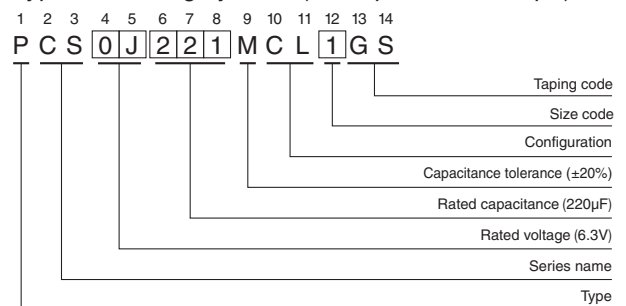 1 2 3 4 5 6 7 8 9 10 11 12 13 14
P C S 0 J 2 2 1 M C L 1 G S
Taping code
Size code
Configuration
Capacitance tolerance (±20%)
Rated capacitance (220µF)
Rated voltage (6.3V)
Series name
Type